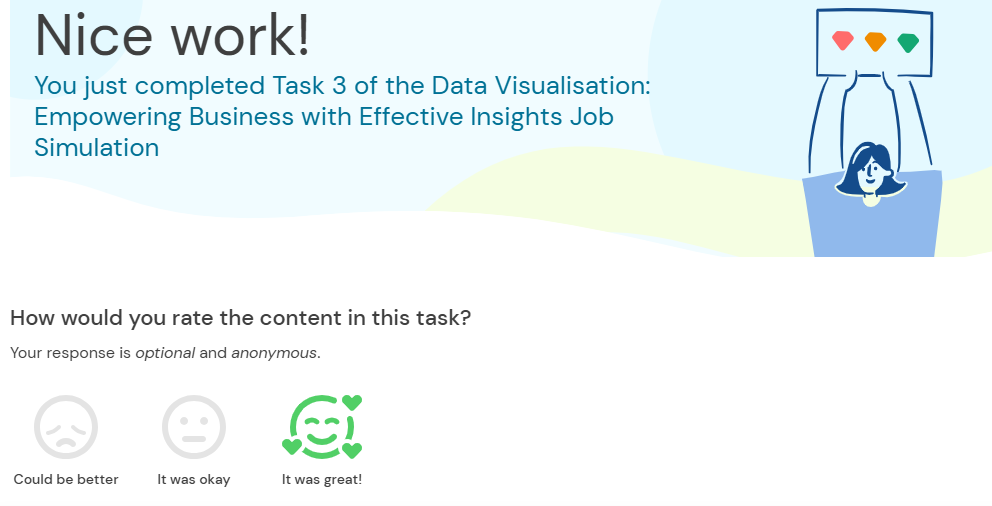 Nice work!
You just completed Task 3 of the Data Visualisation:
Empowering Business with Effective Insights Job
Simulation
How would you rate the content in this task?
Your response is optional and anonymous.
Could be better
It was okay
It was great!